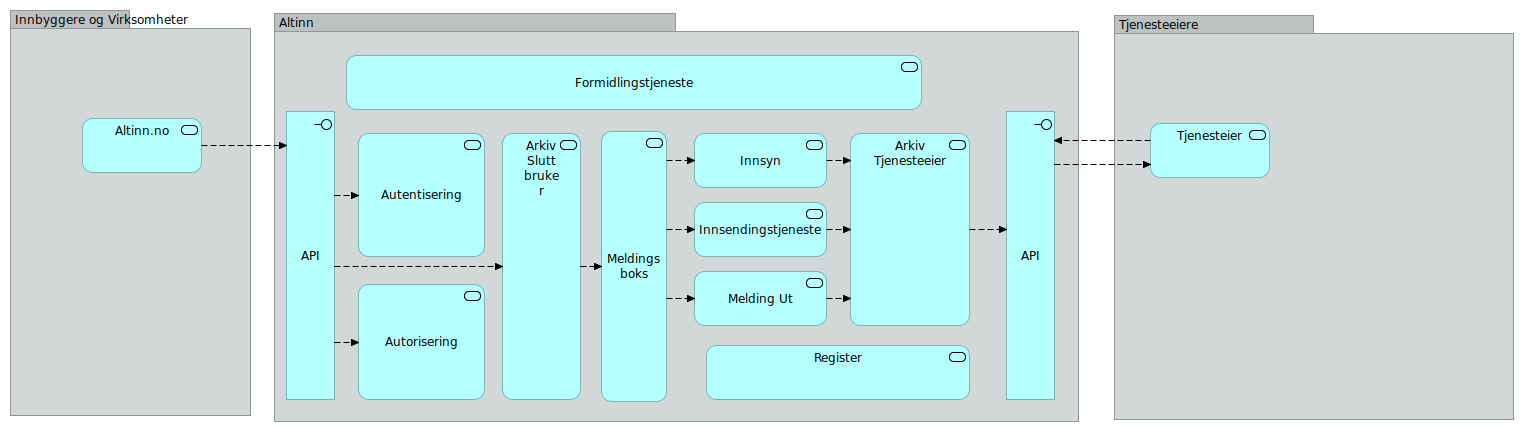 Innbyggere og Virksomheter
Altinn
Tjenesteeiere
Formidlingstjeneste
Altinn.no
Tjenesteier
API
Autentisering
Autorisering
Arkiv
Slutt
bruke
r
Meldings
boks
Innsyn
Innsendingstjeneste
Melding Ut
Arkiv
Tjenesteeier
Register
API